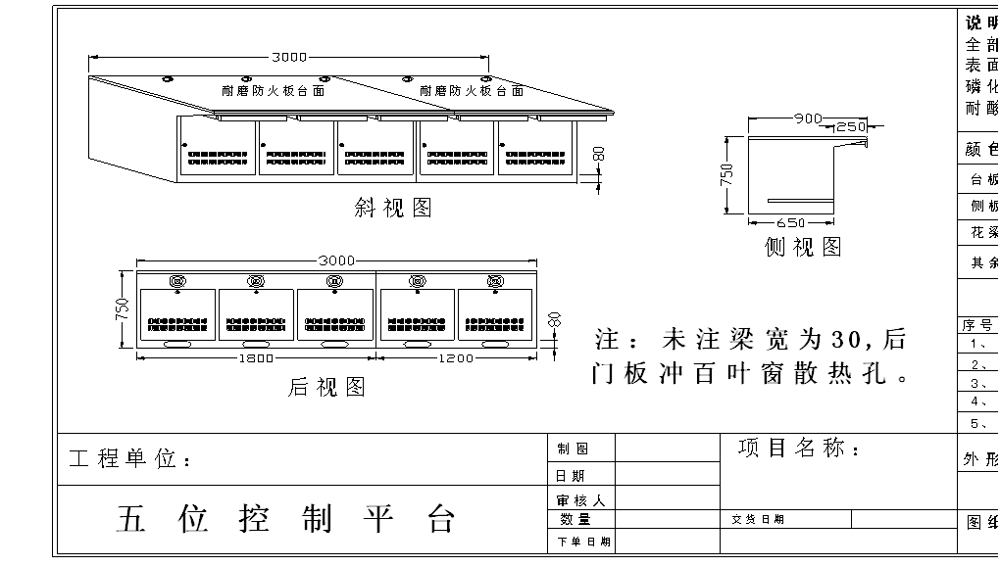 3000
耐磨防火板台面
耐磨防火板台面
80
斜视图
900
250
750
650
侧视图
3000
750
80
1800
1200
后视图
注：未注梁宽为30,后
门板冲百叶窗散热孔。
说明
全部
表面
磷化
耐酸
颜色
台板
侧板
花梁
其余
序号
1、
2、
3、
4、
5、
外形
图纸
工程单位：
五位控制平台
制图
日期
审核人
数量
下单日期
项目名称：
交货日期